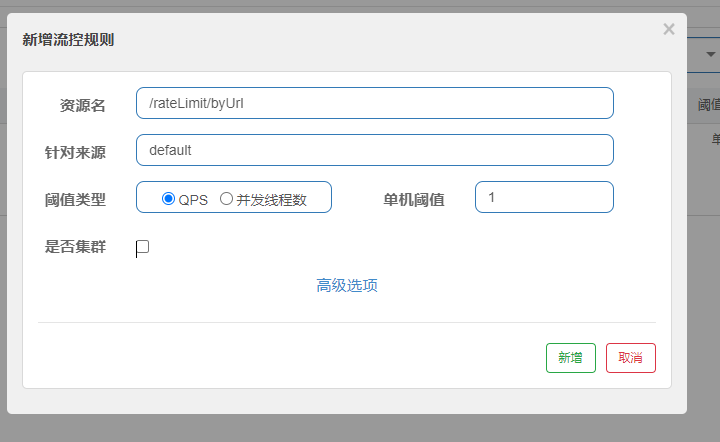 新增流控规则 ×
资源名 /rateLimit/byUrl
针对来源 default
阈值类型 QPS 并发线程数 单机阈值 1
是否集群
高级选项
新增 取消
阈值